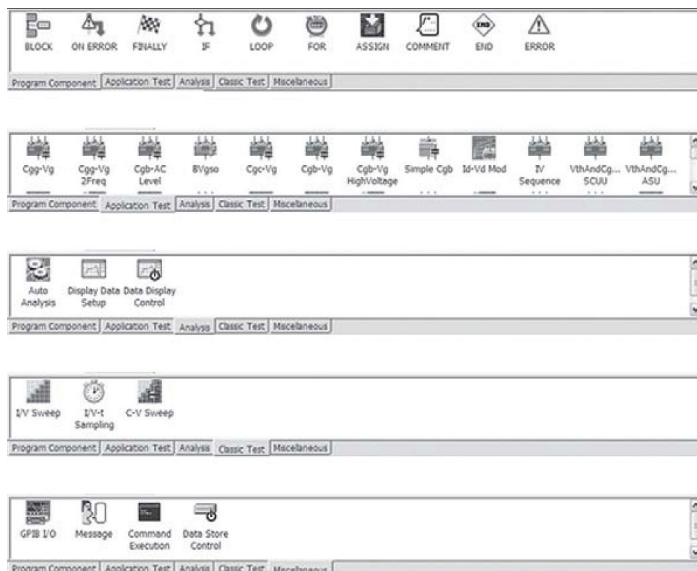 BLOCK ON ERROR FINALLY IF LOOP FOR ASSIGN COMMENT END ERROR
Program Component Application Test Analysis Classic Test Miscellaneous
Cgg-Vg Cgg-Vg 2Freq Cgb-AC Level BVgso Cgc-Vg Cgb-Vg Cgb-Vg HighVoltage Simple Cgb Id-Vd Mod IV Sequence VthAndCg... SCUU VthAndCg... ASU
Program Component Application Test Analysis Classic Test Miscellaneous
Auto Analysis Display Data Setup Data Display Control
Program Component Application Test Analysis Classic Test Miscellaneous
I/V Sweep I/V-t Sampling C-V Sweep
Program Component Application Test Analysis Classic Test Miscellaneous
GPIB I/O Message Command Execution Data Store Control
Program Component Application Test Analysis Classic Test Miscellaneous